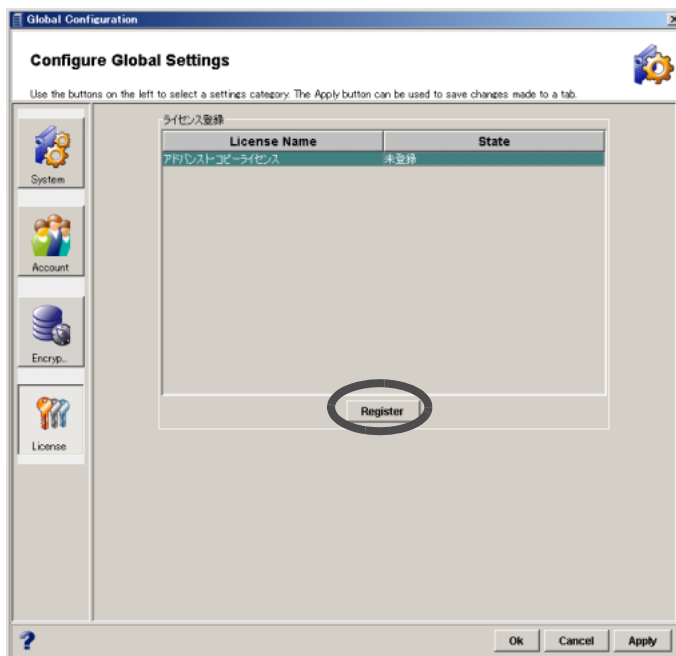 Global Configuration
Configure Global Settings
Use the buttons on the left to select a settings category. The Apply button can be used to save changes made to a tab.
System
Account
Encryp...
License
ライセンス登録
License Name State
アドバンスト・コピーライセンス 未登録
Register
? Ok Cancel Apply